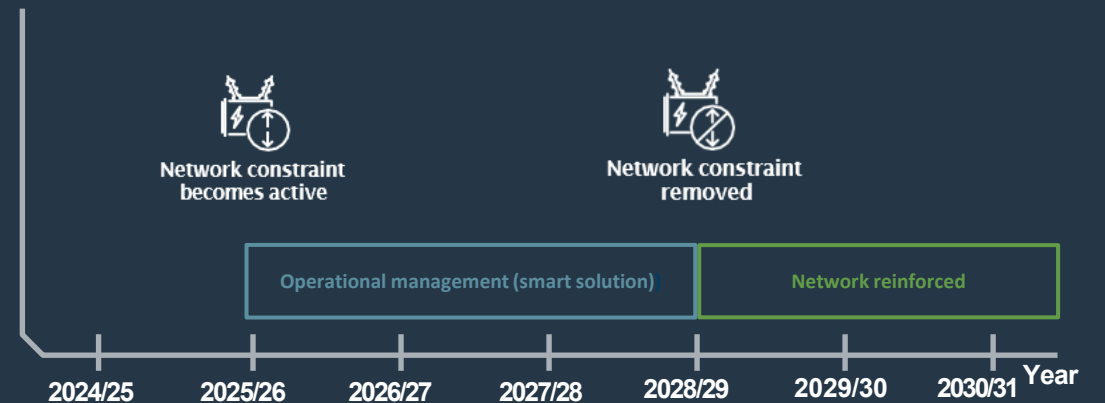 Network constraint
becomes active
Network constraint
removed
Operational management (smart solution)
Network reinforced
2024/25
2025/26
2026/27
2027/28
2028/29
2029/30
2030/31
Year